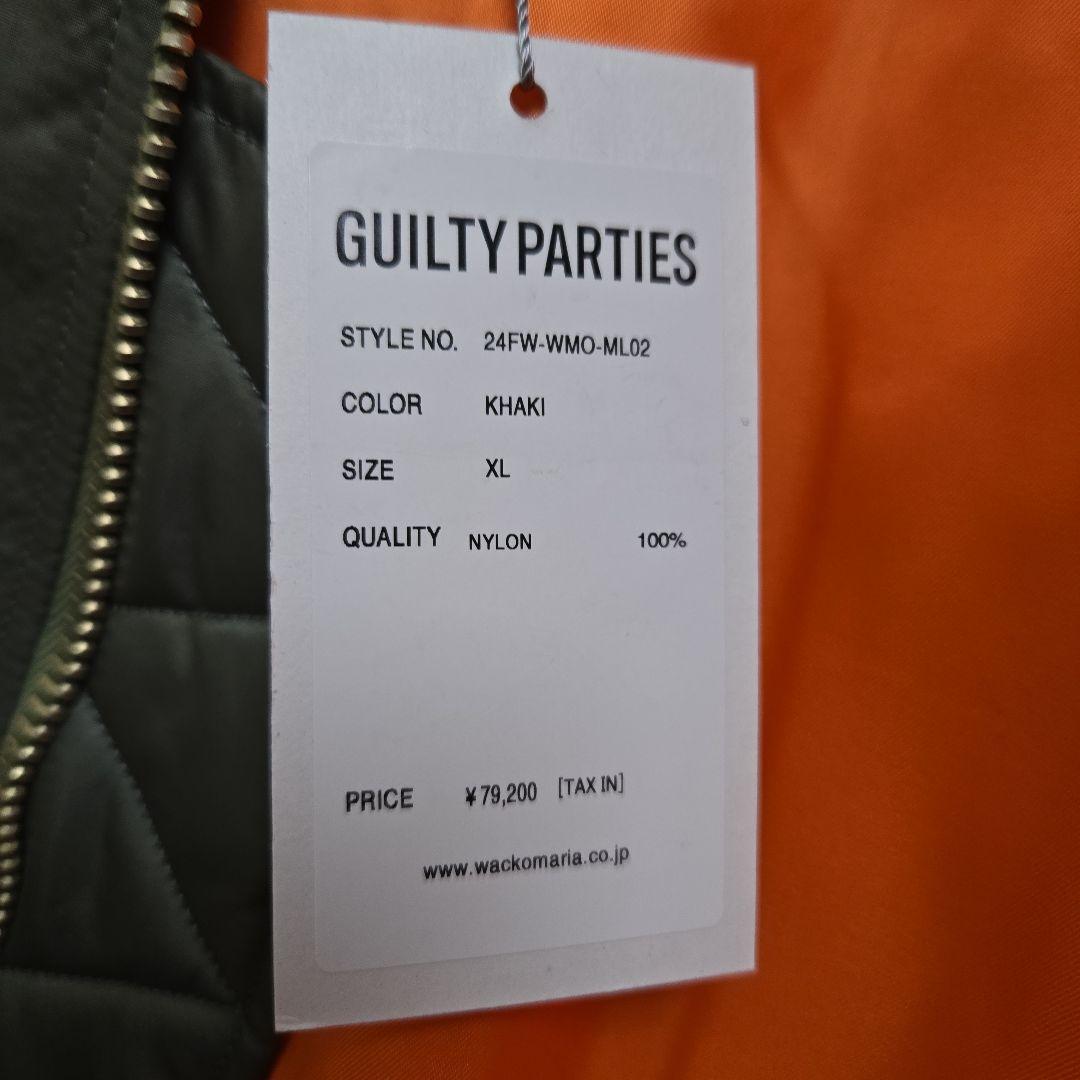 GUILTY PARTIES
STYLE NO. 24FW-WMO-ML02
COLOR KHAKI
SIZE XL
QUALITY NYLON 100%
PRICE ¥79,200 [TAX IN]
www.wackomaria.co.jp